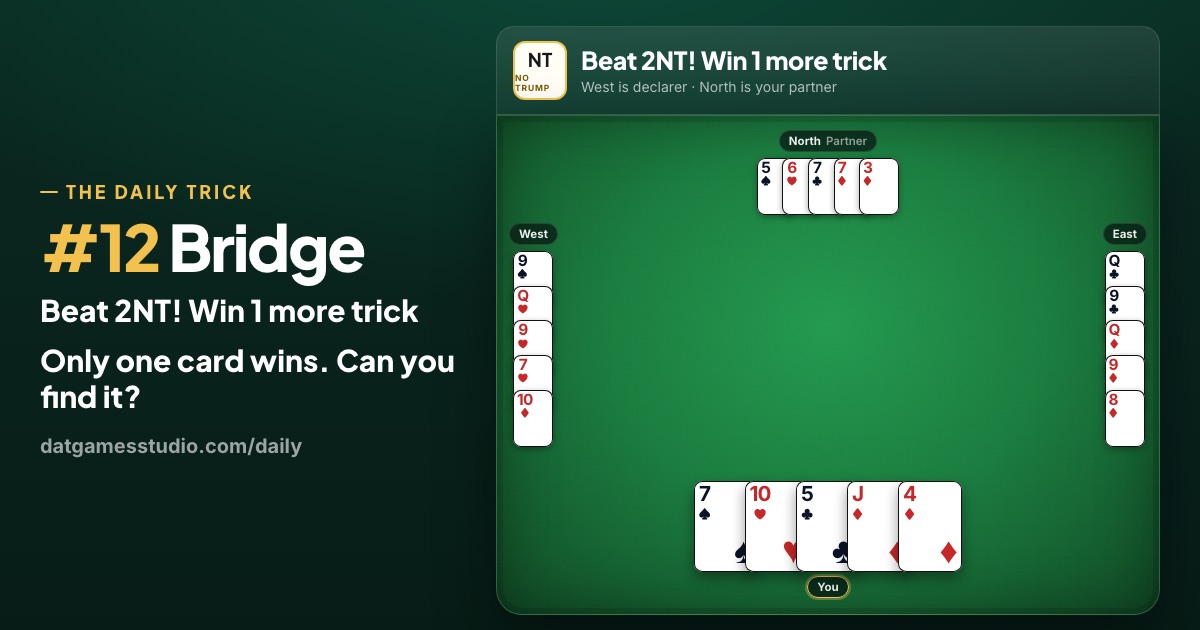 — THE DAILY TRICK
#12 Bridge
Beat 2NT! Win 1 more trick
Only one card wins. Can you
find it?
datgamesstudio.com/daily
NT
NO
TRUMP
Beat 2NT! Win 1 more trick
West is declarer · North is your partner
North Partner
5♠ 6♥ 7♣ 7♦ 3♦
West
9♠
Q♥
9♥
7♥
10♦
East
Q♣
9♣
Q♦
9♦
8♦
7♠ 10♥ 5♣ J♦ 4♦
You